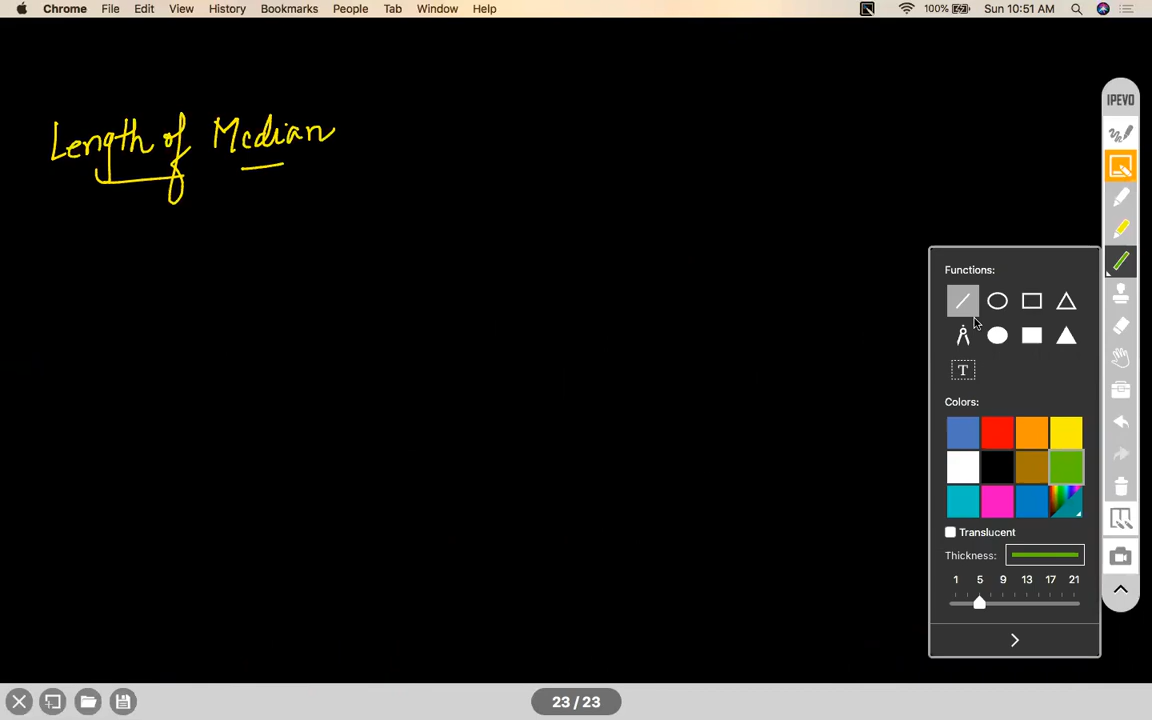 Chrome File Edit View History Bookmarks People Tab Window Help 100% Sun 10:51 AM
Length of Median
IPEVO
Functions:
T
Colors:
Translucent
Thickness:
1 5 9 13 17 21
23 / 23